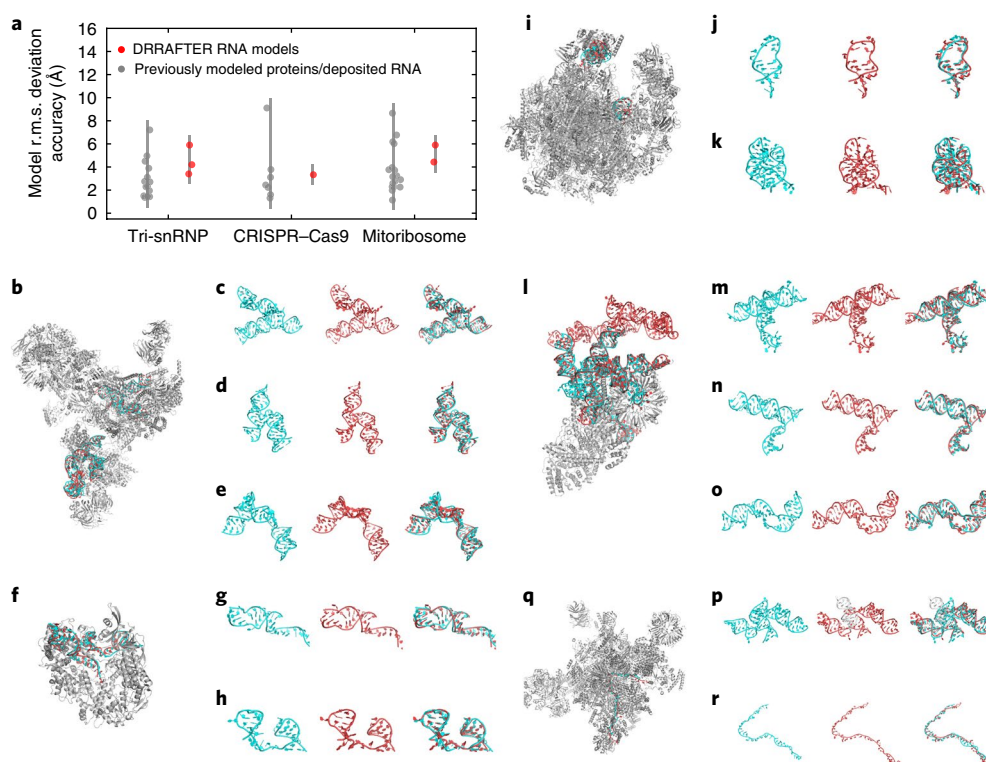 a
Model r.m.s. deviation
accuracy (Å)
16
14
12
10
8
6
4
2
0
DRRAFTER RNA models
Previously modeled proteins/deposited RNA
Tri-snRNP
CRISPR–Cas9
Mitoribosome
b
c
d
e
f
g
h
i
j
k
l
m
n
o
q
p
r